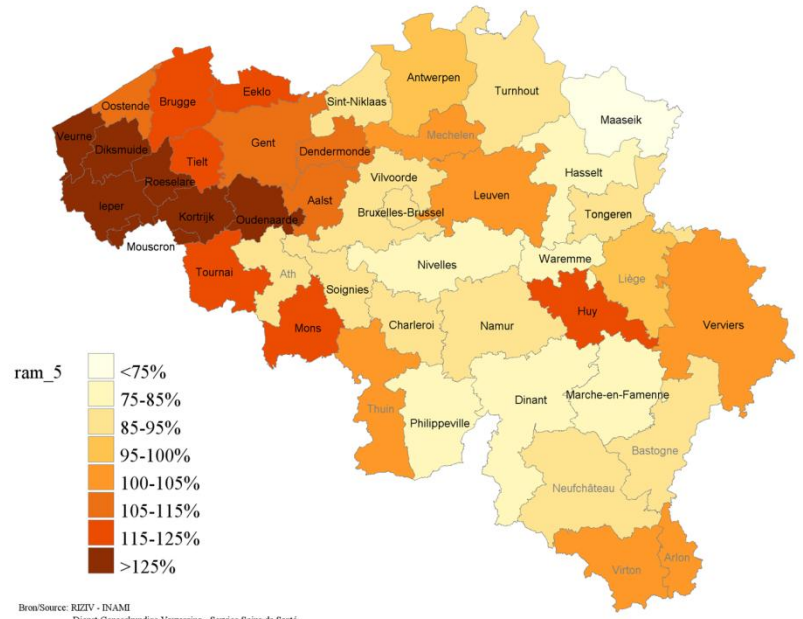 Antwerpen
Turnhout
Brugge
Eeklo
Sint-Niklaas
Oostende
Maaseik
Veurne
Mechelen
Gent
Diksmuide
Dendermonde
Tielt
Hasselt
Vilvoorde
Roeselare
Leuven
Aalst
Ieper
Kortrijk
Oudenaarde
Bruxelles-Brussel
Tongeren
Mouscron
Waremme
Nivelles
Tournai
Ath
Liège
Soignies
Huy
Mons
Charleroi
Namur
Verviers
ram_5
<75%
75-85%
85-95%
95-100%
100-105%
105-115%
115-125%
>125%
Marche-en-Famenne
Dinant
Thuin
Philippeville
Bastogne
Neufchâteau
Arlon
Virton
Bron/Source: RIZIV - INAMI